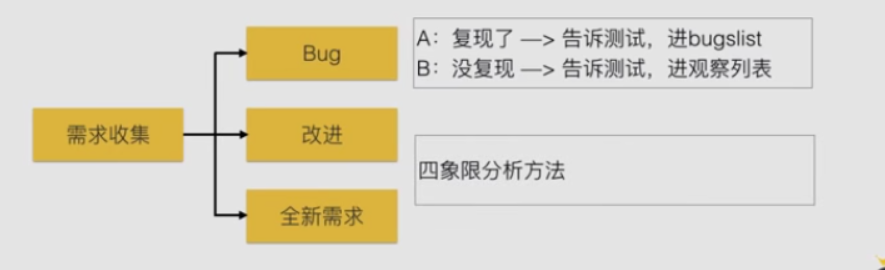 Bug
A：复现了 —> 告诉测试，进bugslist
B：没复现 —> 告诉测试，进观察列表
需求收集
改进
四象限分析方法
全新需求